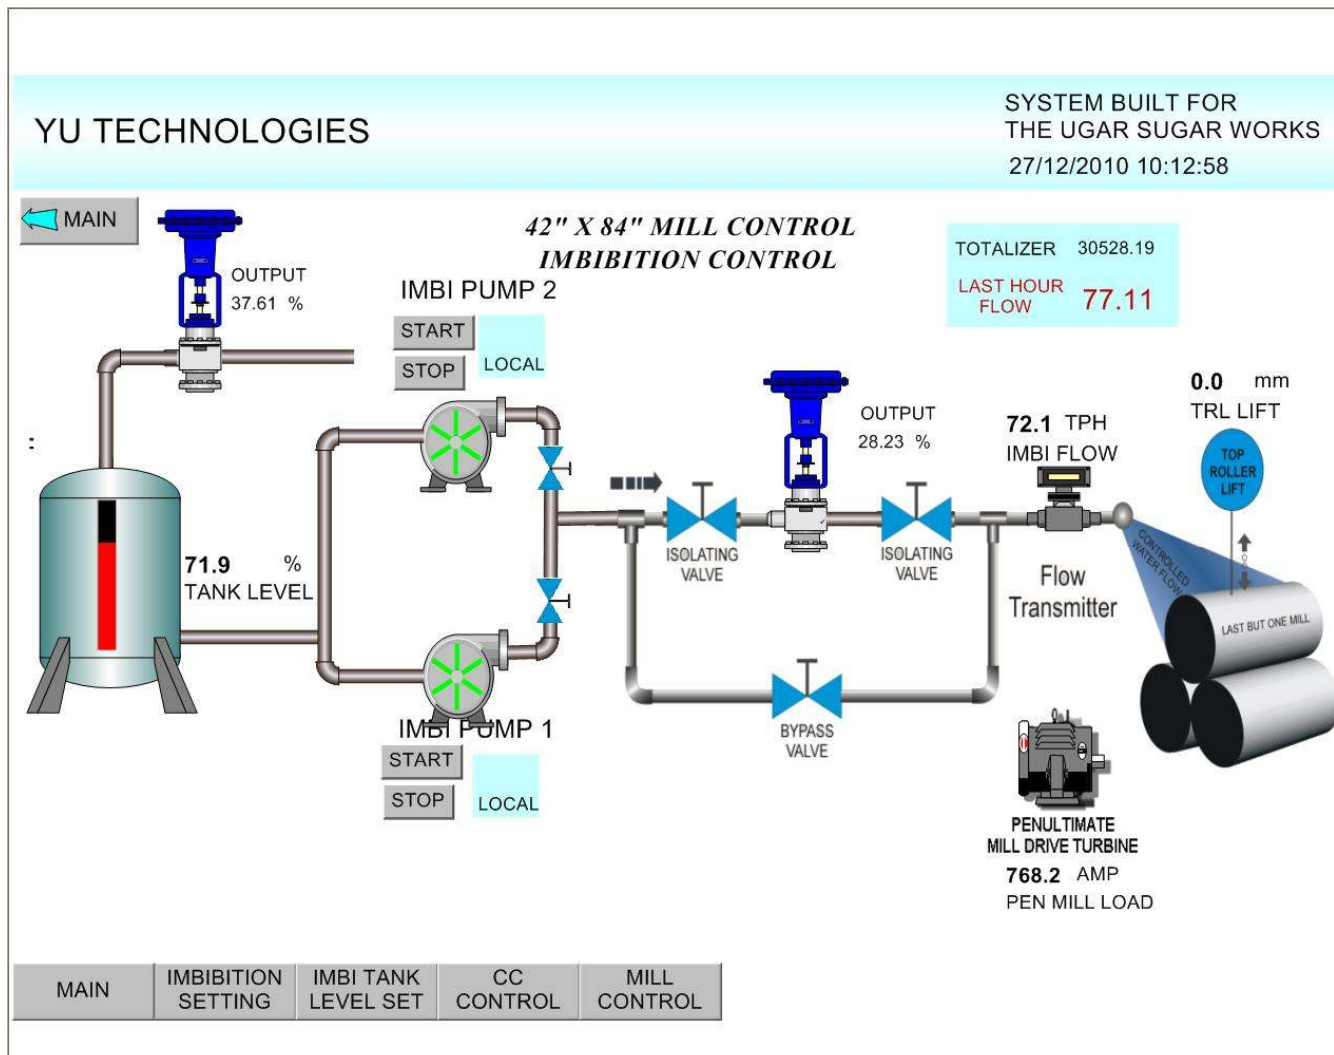 YU TECHNOLOGIES
SYSTEM BUILT FOR
THE UGAR SUGAR WORKS
27/12/2010 10:12:58
MAIN
42" X 84" MILL CONTROL
IMBIBITION CONTROL
TOTALIZER 30528.19
LAST HOUR
FLOW
77.11
OUTPUT
37.61 %
IMBI PUMP 2
START
STOP
LOCAL
OUTPUT
28.23 %
72.1 TPH
IMBI FLOW
0.0 mm
TRL LIFT
TOP
ROLLER
LIFT
:
71.9 %
TANK LEVEL
ISOLATING
VALVE
ISOLATING
VALVE
Flow
Transmitter
CONTROLLED
WATER FLOW
LAST BUT ONE MILL
BYPASS
VALVE
IMBI PUMP 1
START
STOP
LOCAL
PENULTIMATE
MILL DRIVE TURBINE
768.2 AMP
PEN MILL LOAD
MAIN
IMBIBITION
SETTING
IMBI TANK
LEVEL SET
CC
CONTROL
MILL
CONTROL